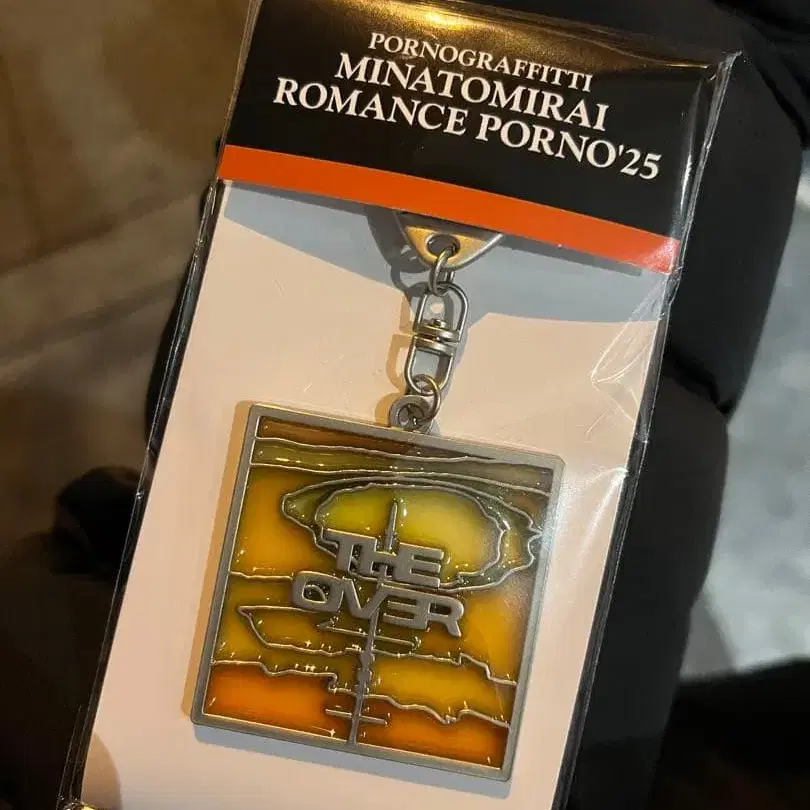 PORNOGRAFFITTI
MINATOMIRAI
ROMANCE PORNO'25
THE
OVER